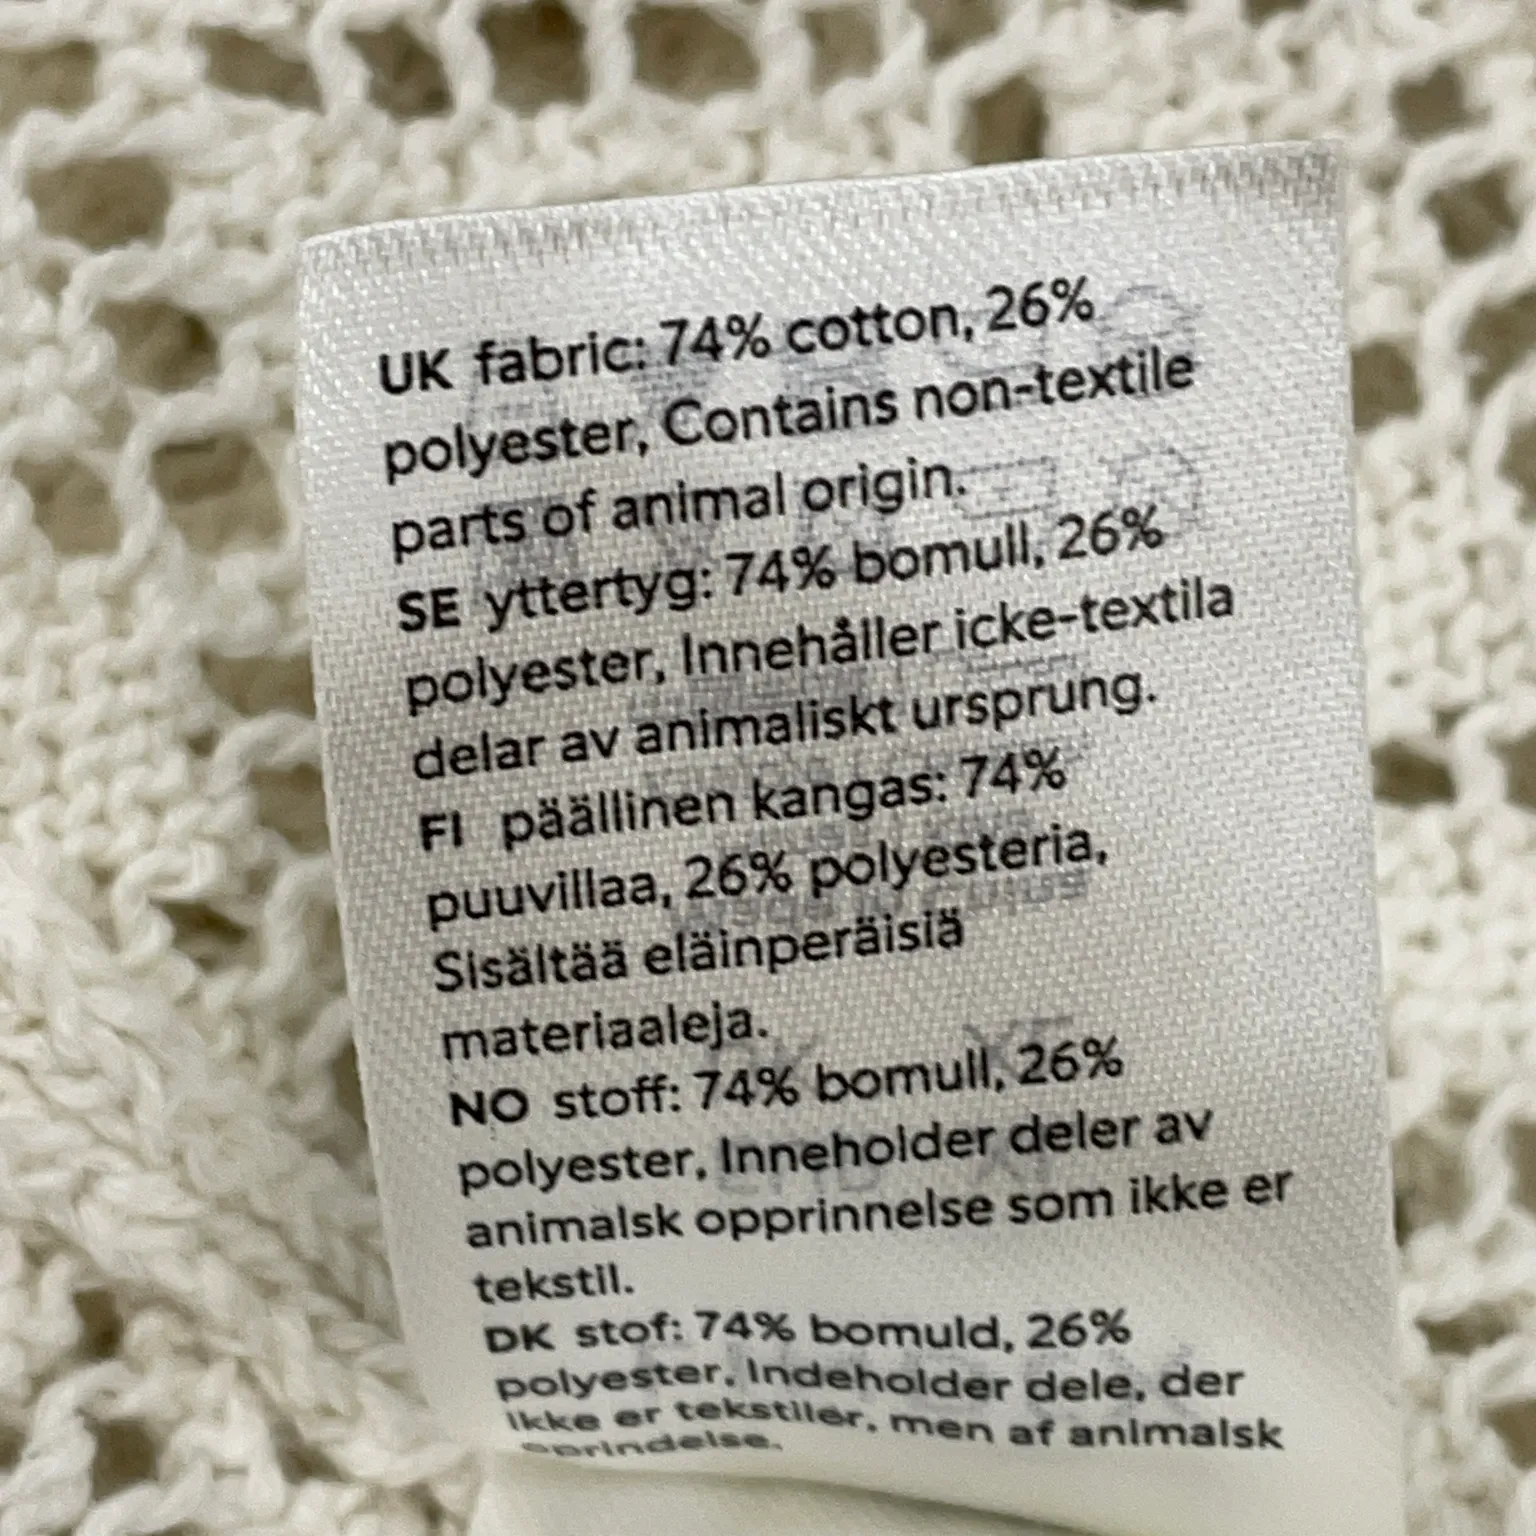 UK fabric: 74% cotton, 26%
polyester, Contains non-textile
parts of animal origin.
SE yttertyg: 74% bomull, 26%
polyester, Innehåller icke-textila
delar av animaliskt ursprung.
FI päällinen kangas: 74%
puuvillaa, 26% polyesteria,
Sisältää eläinperäisiä
materiaaleja.
NO stoff: 74% bomull, 26%
polyester, Inneholder deler av
animalsk opprinnelse som ikke er
tekstil.
DK stof: 74% bomuld, 26%
polyester, Indeholder dele, der
ikke er tekstiler, men af animalsk
oprindelse.